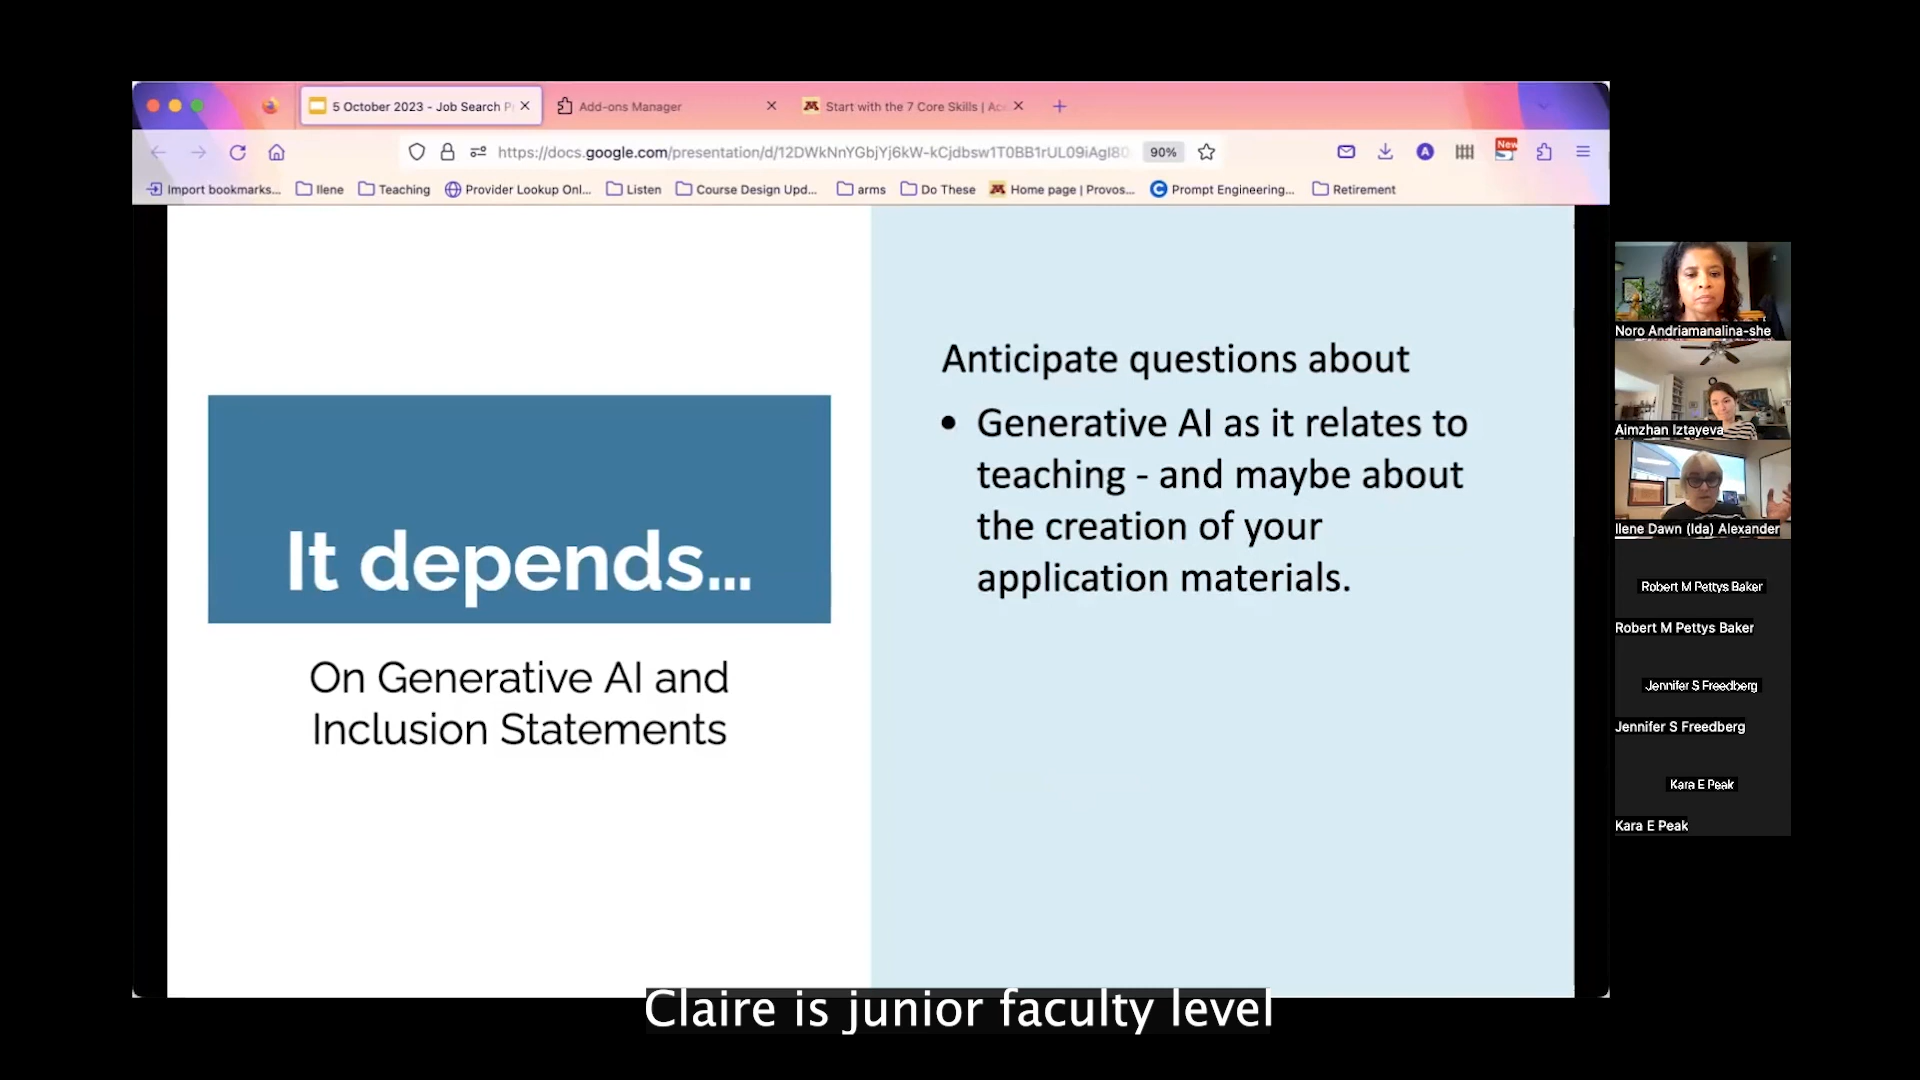 5 October 2023 - Job Search P
Add-ons Manager
Start with the 7 Core Skills | Ac
https://docs.google.com/presentation/d/12DWkNnYGbjYj6kW-kCjdbsw1T0BB1rUL09iAgI80
90%
A
New
Import bookmarks...
Ilene
Teaching
Provider Lookup Onl...
Listen
Course Design Upd...
arms
Do These
Home page | Provos...
Prompt Engineering...
Retirement
It depends...
On Generative AI and
Inclusion Statements
Anticipate questions about
• Generative AI as it relates to
teaching - and maybe about
the creation of your
application materials.
Noro Andriamanalina-she
Aimzhan Iztayeva
Ilene Dawn (Ida) Alexander
Robert M Pettys Baker
Robert M Pettys Baker
Jennifer S Freedberg
Jennifer S Freedberg
Kara E Peak
Kara E Peak
Claire is junior faculty level